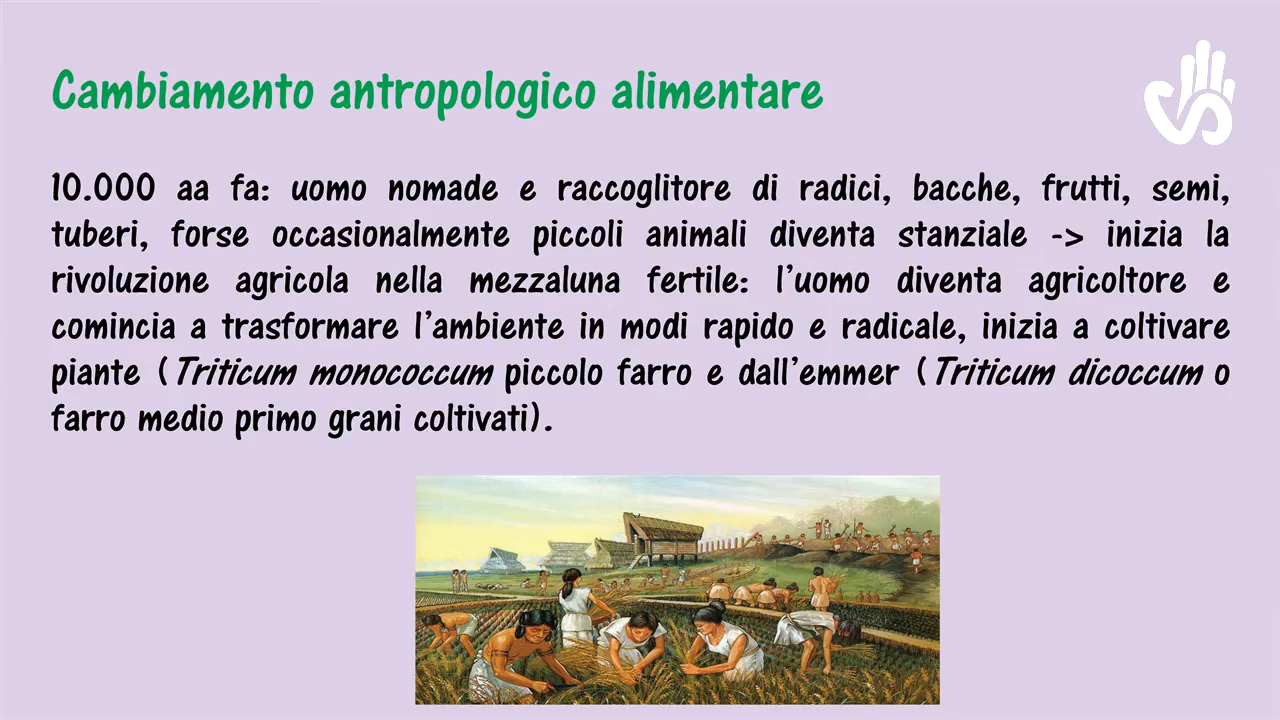 Cambiamento antropologico alimentare
10.000 aa fa: uomo nomade e raccoglitore di radici, bacche, frutti, semi,
tuberi, forse occasionalmente piccoli animali diventa stanziale -> inizia la
rivoluzione agricola nella mezzaluna fertile: l'uomo diventa agricoltore e
comincia a trasformare l'ambiente in modi rapido e radicale, inizia a coltivare
piante (Triticum monococcum piccolo farro e dall'emmer (Triticum dicoccum o
farro medio primo grani coltivati).